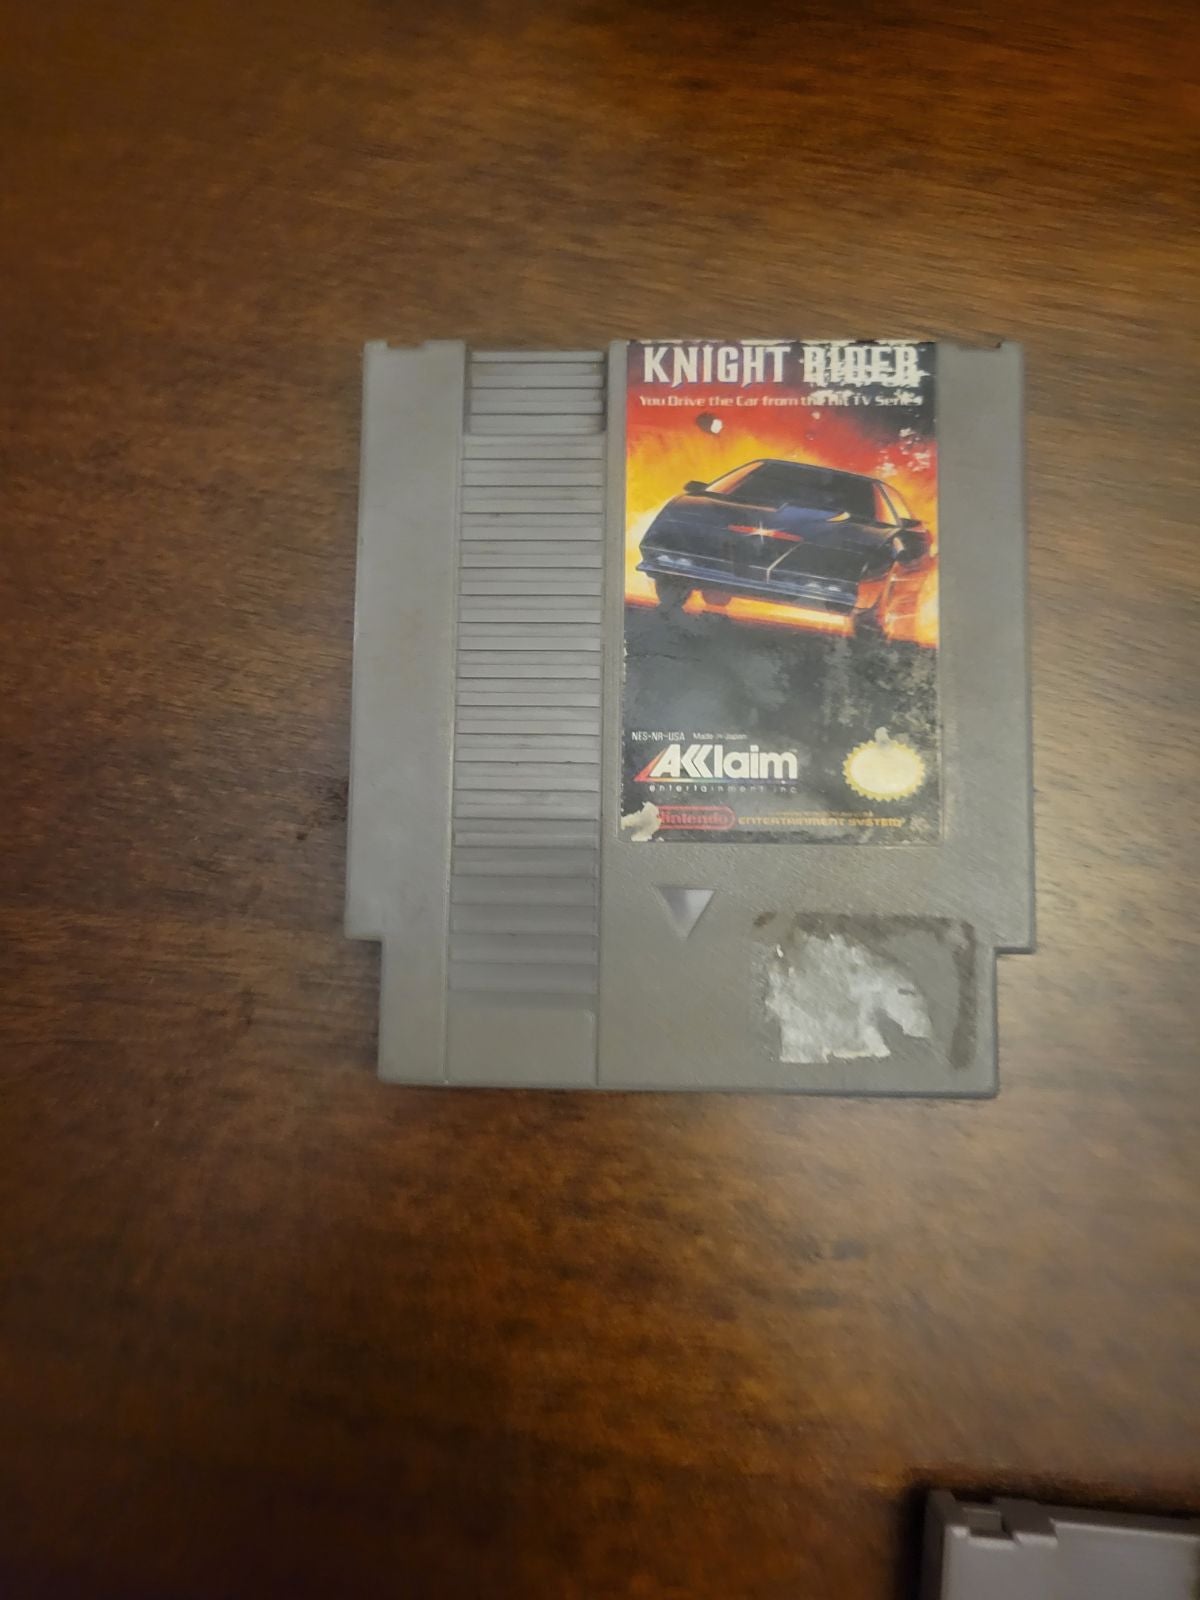 KNIGHT RIDER
You Drive the Car from the Hit TV Series
NES-NR-USA Made in Japan
AKKlaim
entertainment inc.
Nintendo ENTERTAINMENT SYSTEM